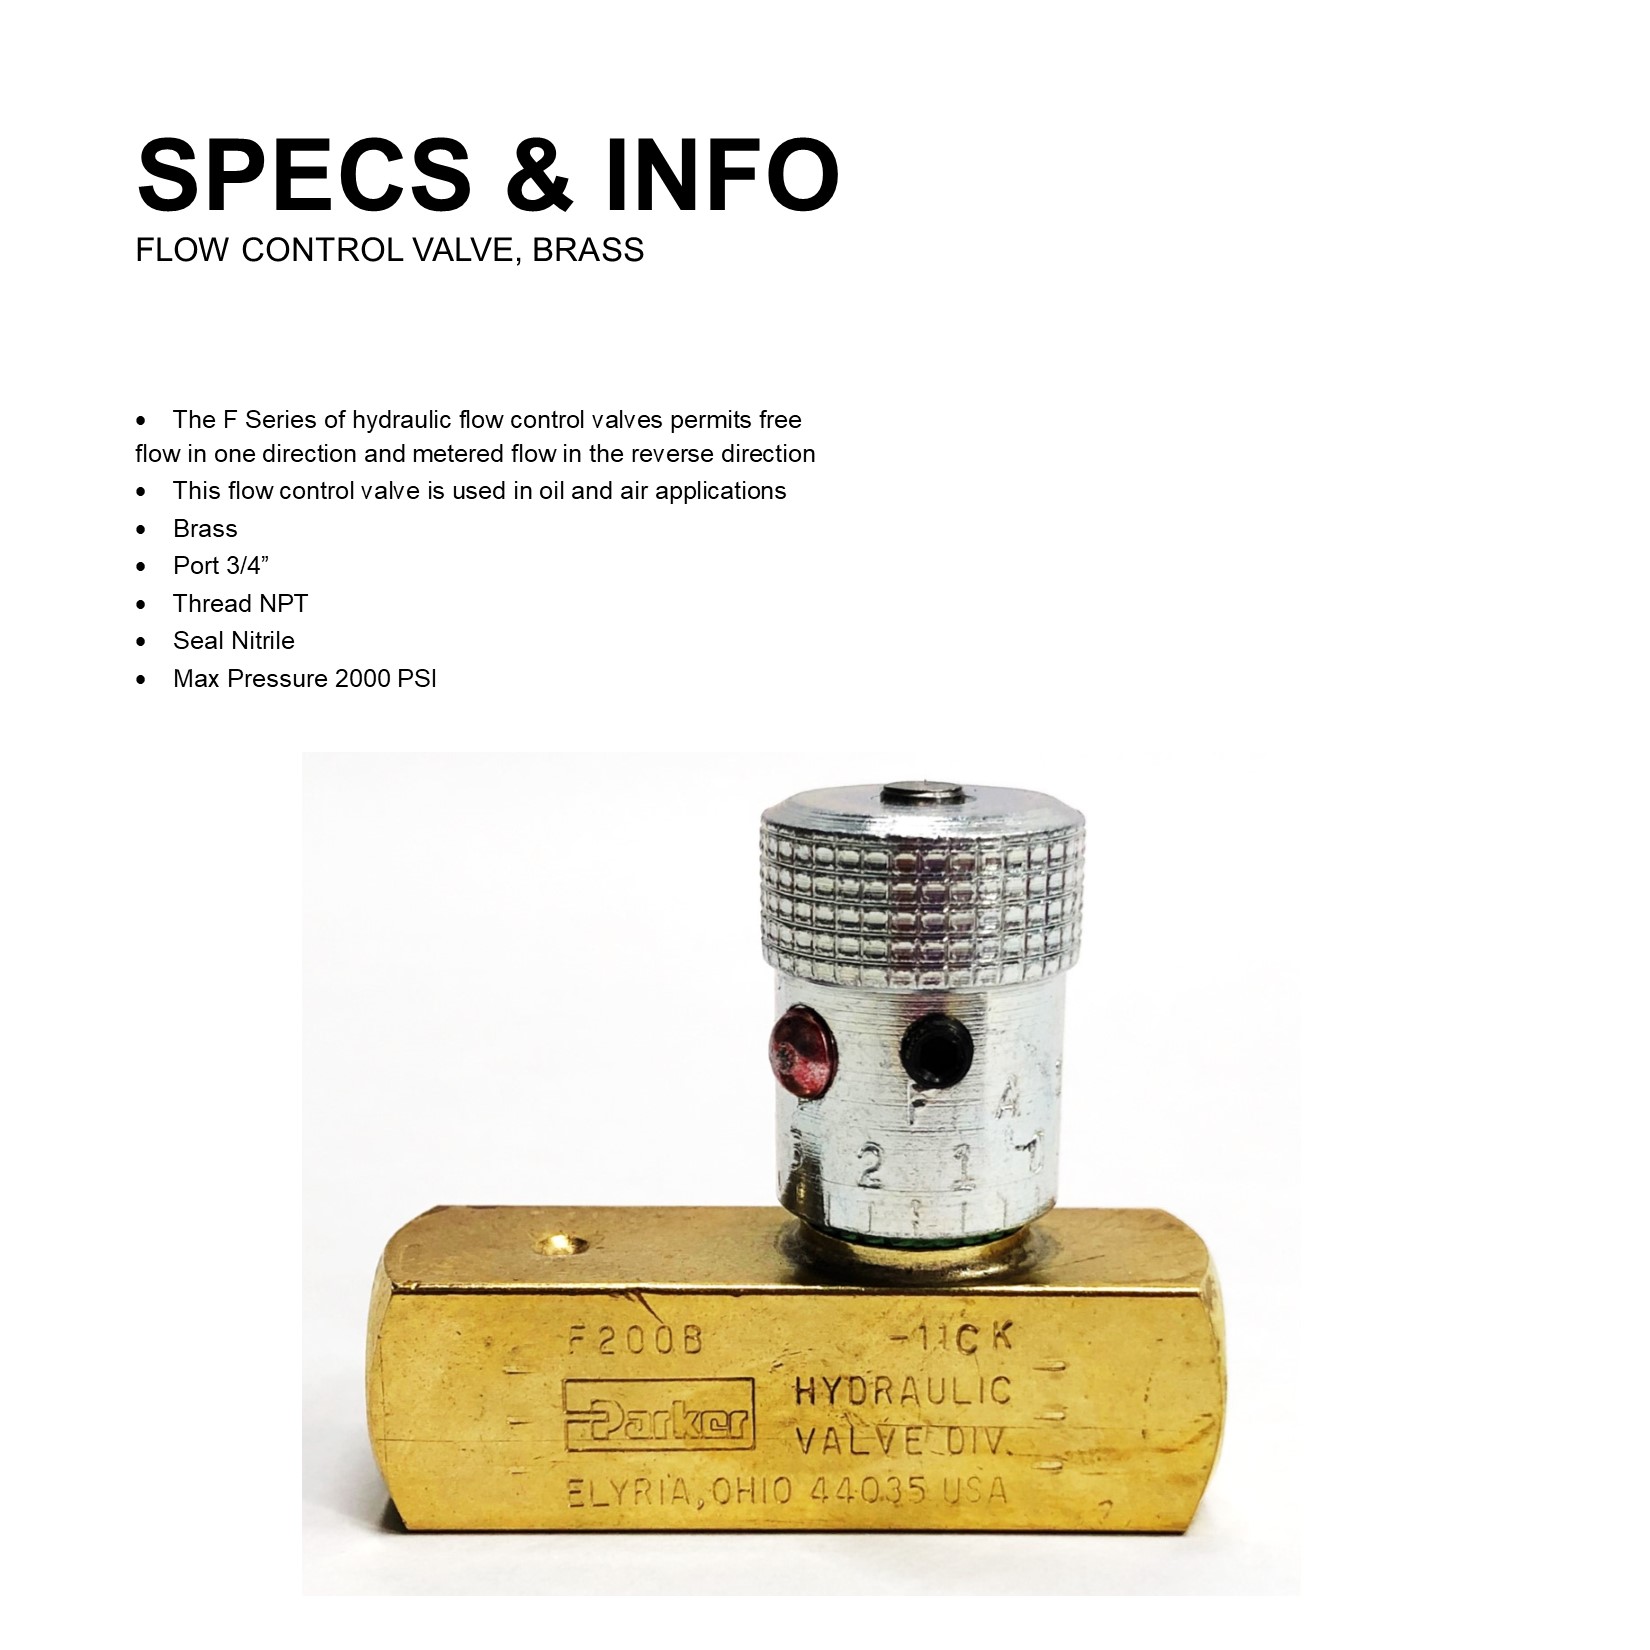 SPECS & INFO
FLOW CONTROL VALVE, BRASS
• The F Series of hydraulic flow control valves permits free
flow in one direction and metered flow in the reverse direction
• This flow control valve is used in oil and air applications
• Brass
• Port 3/4”
• Thread NPT
• Seal Nitrile
• Max Pressure 2000 PSI
F A
2 1
F200B
Parker HYDRAULIC
VALVE DIV.
ELYRIA, OHIO 44035 USA